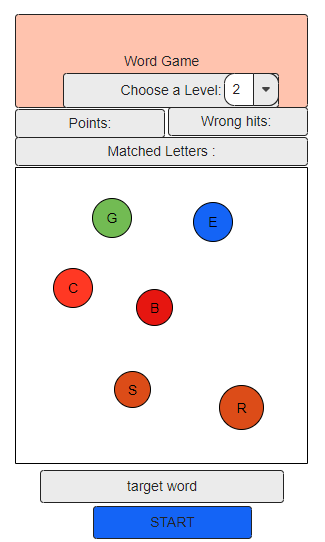 Word Game
Choose a Level: 2
Points:
Wrong hits:
Matched Letters :
G
E
C
B
S
R
target word
START